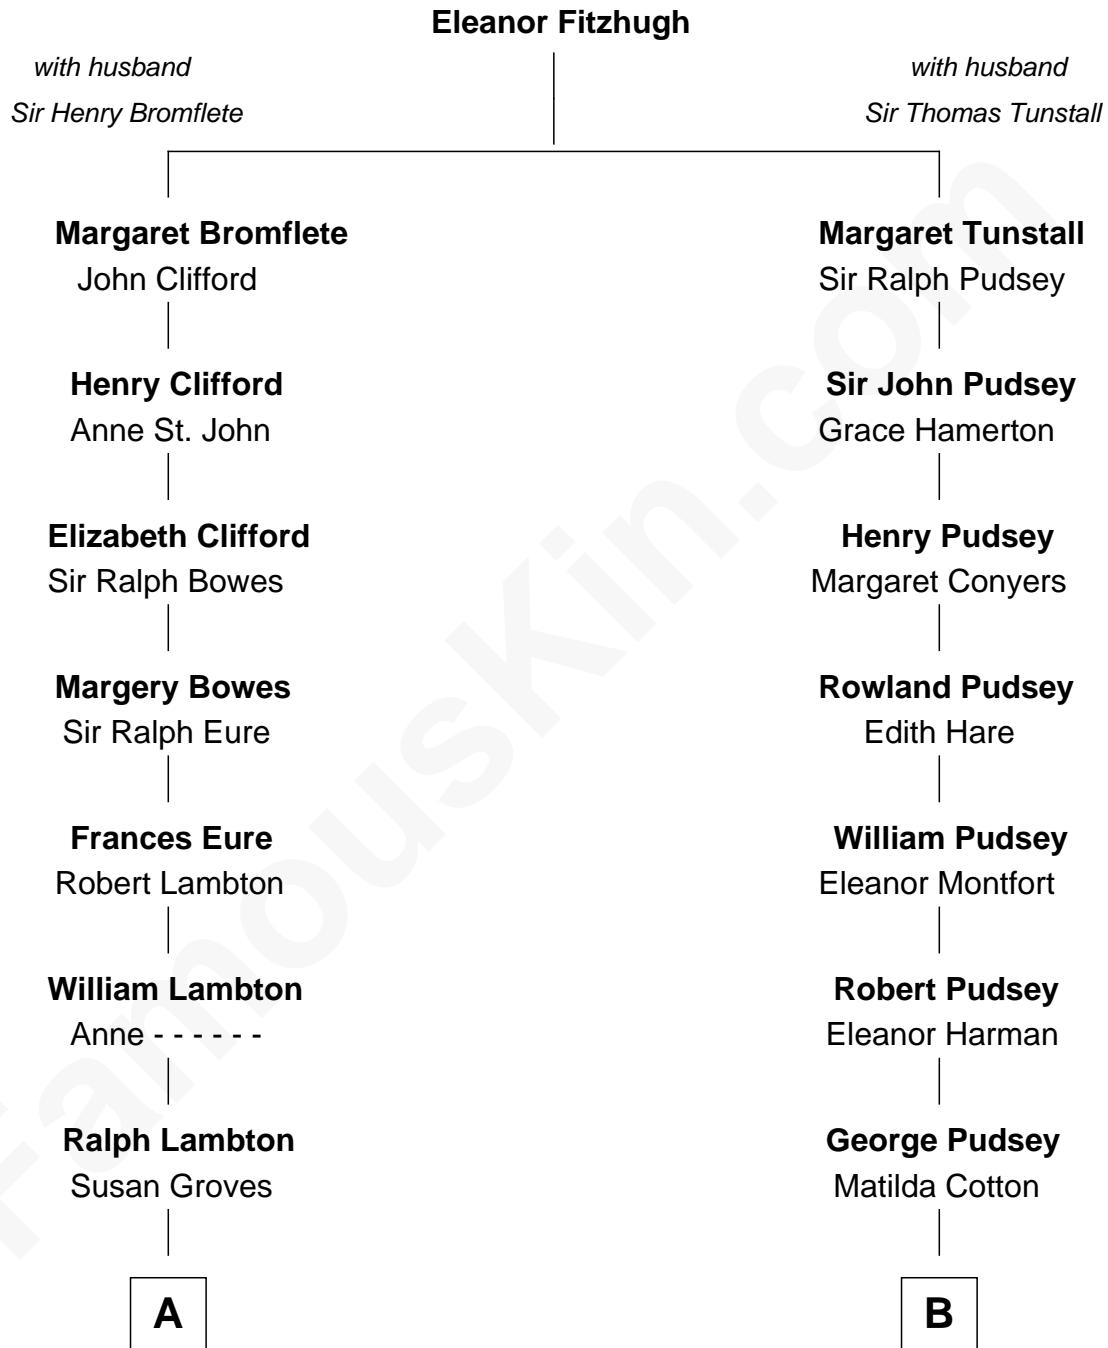 Eleanor Fitzhugh
with husband
Sir Henry Bromflete
with husband
Sir Thomas Tunstall
Margaret Bromflete
John Clifford
Henry Clifford
Anne St. John
Elizabeth Clifford
Sir Ralph Bowes
Margery Bowes
Sir Ralph Eure
Frances Eure
Robert Lambton
William Lambton
Anne - - - - - -
Ralph Lambton
Susan Groves
A
Margaret Tunstall
Sir Ralph Pudsey
Sir John Pudsey
Grace Hamerton
Henry Pudsey
Margaret Conyers
Rowland Pudsey
Edith Hare
William Pudsey
Eleanor Montfort
Robert Pudsey
Eleanor Harman
George Pudsey
Matilda Cotton
B
FamousKin.com